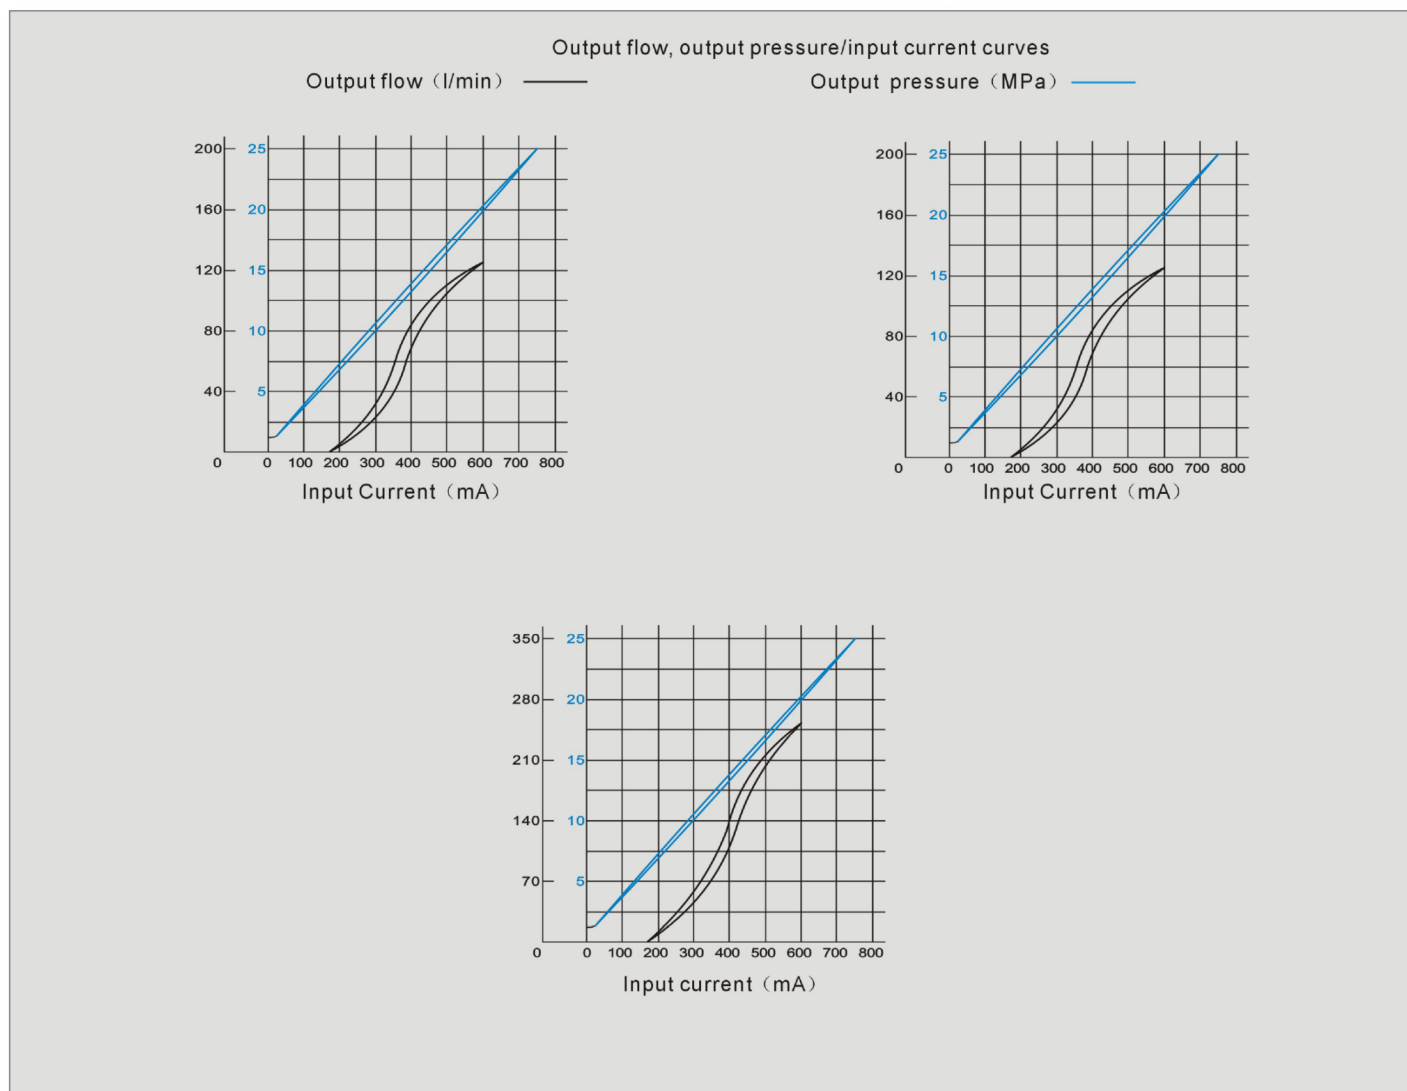 Output flow, output pressure/input current curves
Output flow（l/min）
Output pressure（MPa）
200 25
160 20
120 15
80 10
40 5
0 0 100 200 300 400 500 600 700 800
Input Current（mA）
200 25
160 20
120 15
80 10
40 5
0 0 100 200 300 400 500 600 700 800
Input Current（mA）
350 25
280 20
210 15
140 10
70 5
0 0 100 200 300 400 500 600 700 800
Input current（mA）